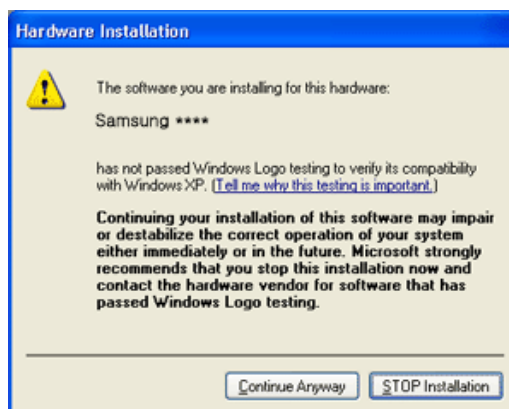 Hardware Installation
The software you are installing for this hardware:
Samsung ****
has not passed Windows Logo testing to verify its compatibility
with Windows XP. (Tell me why this testing is important.)
Continuing your installation of this software may impair
or destabilize the correct operation of your system
either immediately or in the future. Microsoft strongly
recommends that you stop this installation now and
contact the hardware vendor for software that has
passed Windows Logo testing.
Continue Anyway
STOP Installation